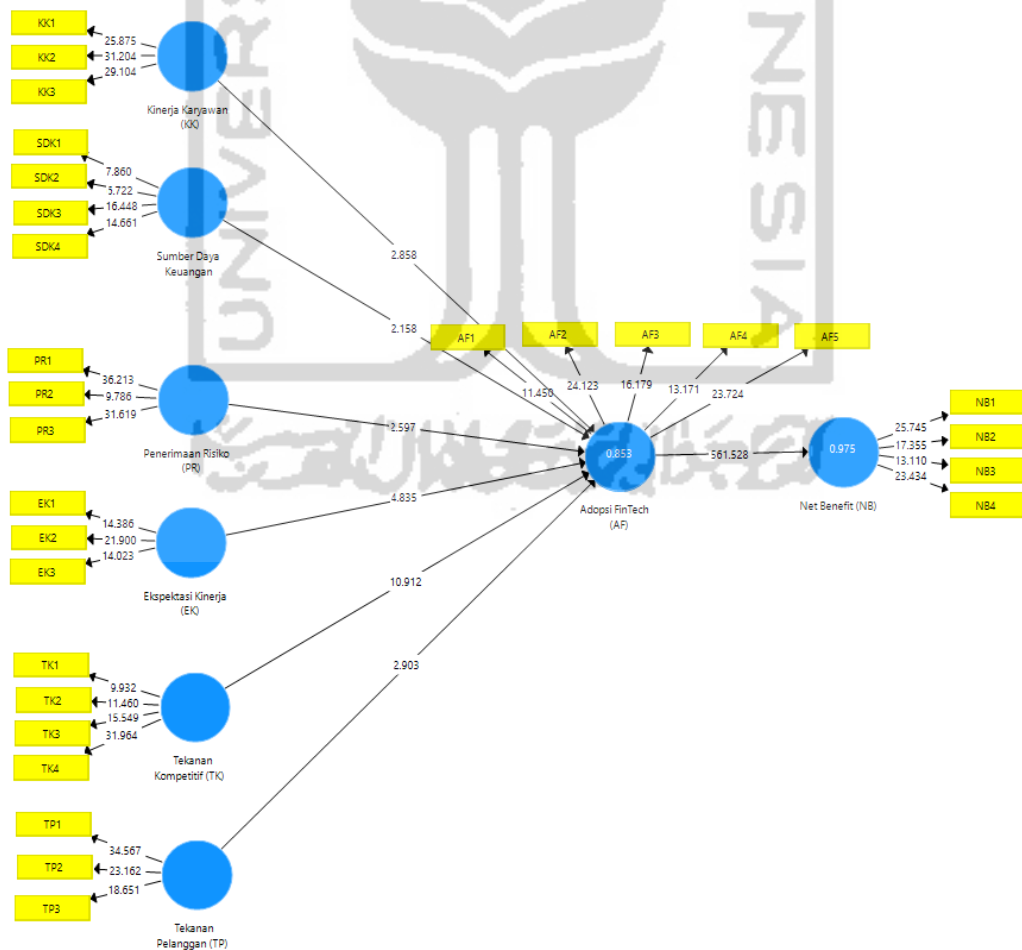 KK1
KK2
KK3
25.875
31.204
29.104
Kinerja Karyawan
(KK)
SDK1
SDK2
SDK3
SDK4
7.860
5.722
16.448
14.661
Sumber Daya
Keuangan
PR1
PR2
PR3
36.213
9.786
31.619
Penerimaan Risiko
(PR)
EK1
EK2
EK3
14.386
21.900
14.023
Ekspektasi Kinerja
(EK)
TK1
TK2
TK3
TK4
9.932
11.460
15.549
31.964
Tekanan
Kompetitif (TK)
TP1
TP2
TP3
34.567
23.162
18.651
Tekanan
Pelanggan (TP)
2.858
2.158
2.597
4.835
10.912
2.903
AF1
AF2
AF3
AF4
AF5
11.450
24.123
16.179
13.171
23.724
0.853
Adopsi FinTech
(AF)
561.528
0.975
Net Benefit (NB)
25.745
17.355
13.110
23.434
NB1
NB2
NB3
NB4
NESIA